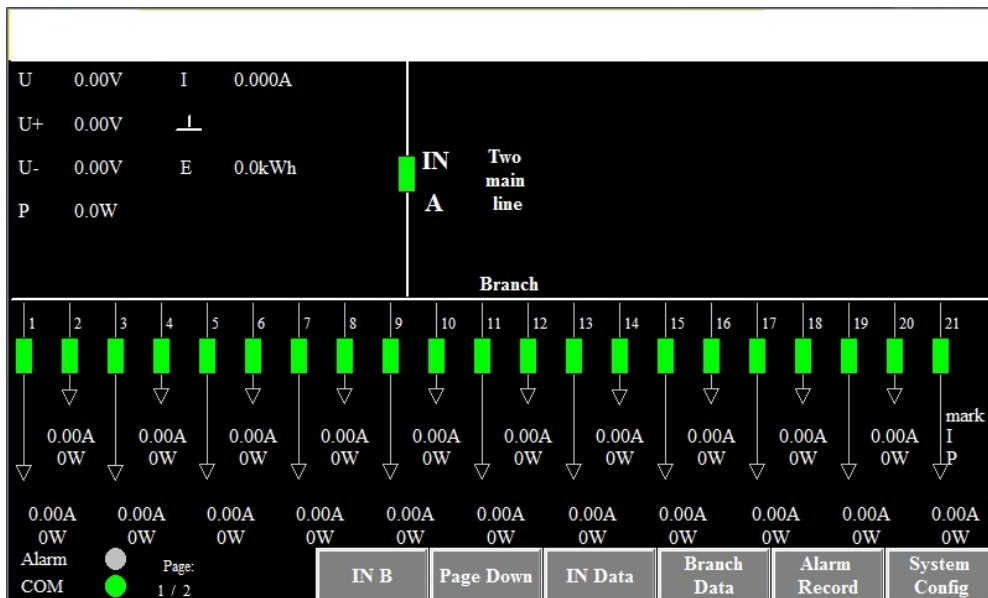 U 0.00V I 0.000A
U+ 0.00V
U- 0.00V E 0.0kWh
P 0.0W
IN
A
Two
main
line
Branch
1 2 3 4 5 6 7 8 9 10 11 12 13 14 15 16 17 18 19 20 21
mark
I
P
0.00A 0.00A 0.00A 0.00A 0.00A 0.00A 0.00A 0.00A 0.00A 0.00A
0W 0W 0W 0W 0W 0W 0W 0W 0W 0W
0.00A 0.00A 0.00A 0.00A 0.00A 0.00A 0.00A 0.00A 0.00A 0.00A 0.00A
0W 0W 0W 0W 0W 0W 0W 0W 0W 0W 0W
Alarm
COM
Page:
1 / 2
IN B
Page Down
IN Data
Branch
Data
Alarm
Record
System
Config